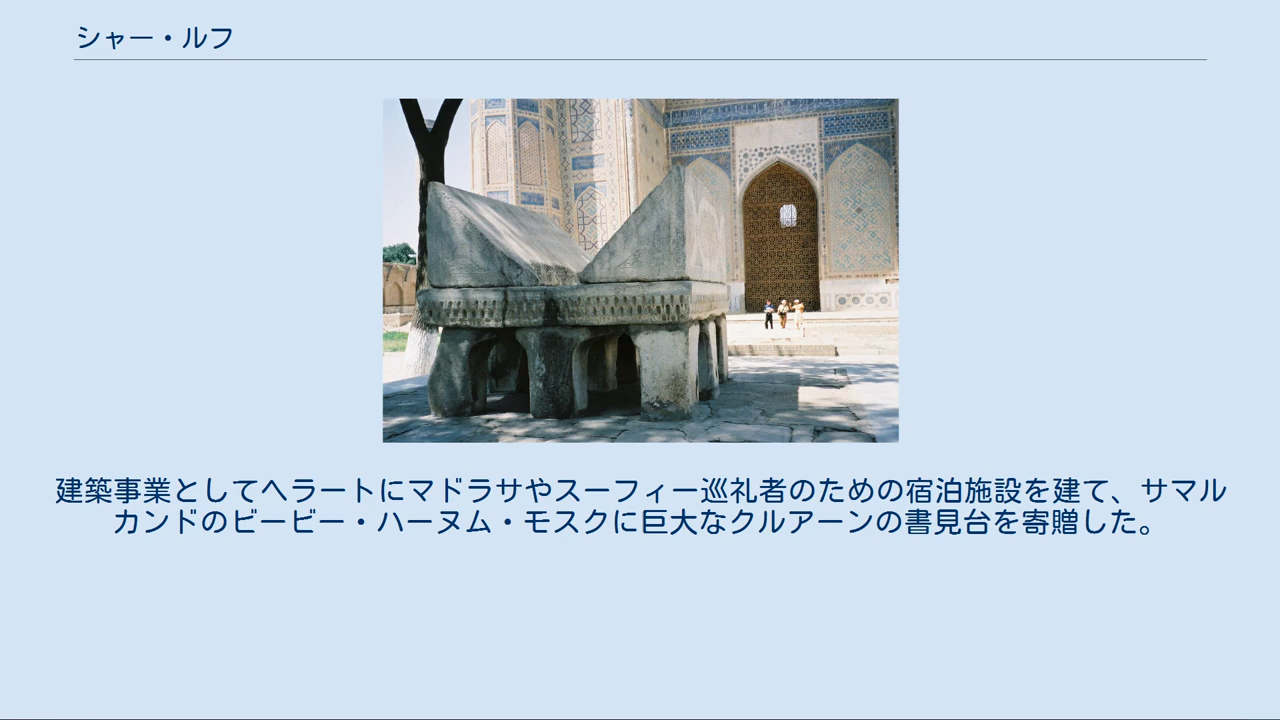 シャー・ルフ
建築事業としてヘラートにマドラサやスーフィー巡礼者のための宿泊施設を建て、サマル
カンドのビービー・ハーヌム・モスクに巨大なクルアーンの書見台を寄贈した。